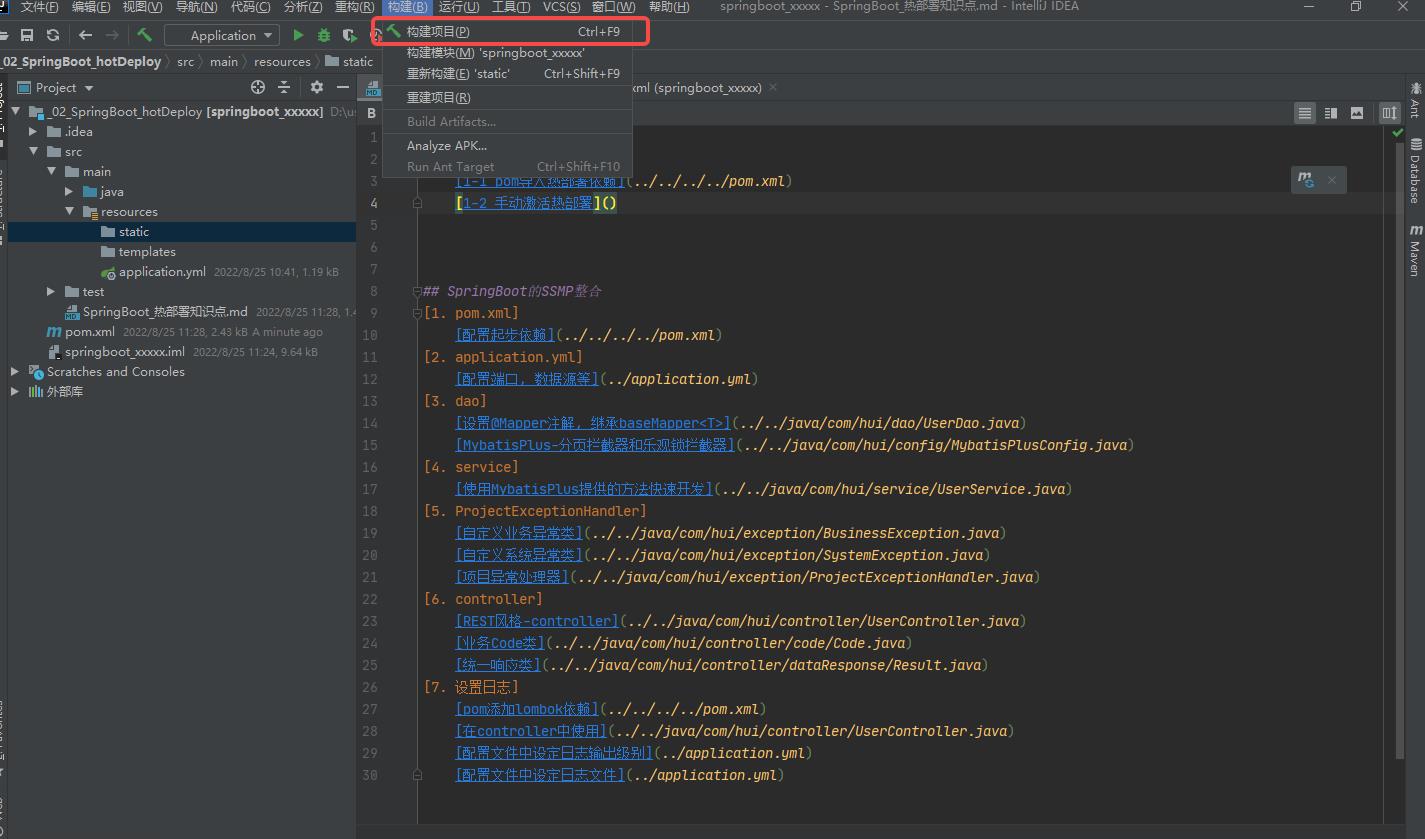 文件(F) 编辑(E) 视图(V) 导航(N) 代码(C) 分析(Z) 重构(R) 构建(B) 运行(U) 工具(T) VCS(S) 窗口(W) 帮助(H) springboot_xxxxx - SpringBoot_热部署知识点.md - IntelliJ IDEA
Application
构建项目(P) Ctrl+F9
构建模块(M) 'springboot_xxxxx'
重新构建(E) 'static' Ctrl+Shift+F9
重建项目(R)
Build Artifacts...
Analyze APK...
Run Ant Target Ctrl+Shift+F10
_02_SpringBoot_hotDeploy src main resources static
Project
xml (springboot_xxxxx)
B
_02_SpringBoot_hotDeploy [springboot_xxxxx] D:\us
.idea
src
main
java
resources
static
templates
application.yml 2022/8/25 10:41, 1.19 kB
test
SpringBoot_热部署知识点.md 2022/8/25 11:28, 1.4
pom.xml 2022/8/25 11:28, 2.43 kB A minute ago
springboot_xxxxx.iml 2022/8/25 11:24, 9.64 kB
Scratches and Consoles
外部库
1
2
3 [1-1 pom导入热部署依赖](../../../../pom.xml)
4 [1-2 手动激活热部署]()
5
6
7
8 ## SpringBoot的SSMP整合
9 [1. pom.xml]
10 [配置起步依赖](../../../../pom.xml)
11 [2. application.yml]
12 [配置端口, 数据源等](../application.yml)
13 [3. dao]
14 [设置@Mapper注解, 继承baseMapper<T>](../../java/com/hui/dao/UserDao.java)
15 [MybatisPlus-分页拦截器和乐观锁拦截器](../../java/com/hui/config/MybatisPlusConfig.java)
16 [4. service]
17 [使用MybatisPlus提供的方法快速开发](../../java/com/hui/service/UserService.java)
18 [5. ProjectExceptionHandler]
19 [自定义业务异常类](../../java/com/hui/exception/BusinessException.java)
20 [自定义系统异常类](../../java/com/hui/exception/SystemException.java)
21 [项目异常处理器](../../java/com/hui/exception/ProjectExceptionHandler.java)
22 [6. controller]
23 [REST风格-controller](../../java/com/hui/controller/UserController.java)
24 [业务Code类](../../java/com/hui/controller/code/Code.java)
25 [统一响应类](../../java/com/hui/controller/dataResponse/Result.java)
26 [7. 设置日志]
27 [pom添加lombok依赖](../../../../pom.xml)
28 [在controller中使用](../../java/com/hui/controller/UserController.java)
29 [配置文件中设定日志输出级别](../application.yml)
30 [配置文件中设定日志文件](../application.yml)
Ant
Database
m Maven